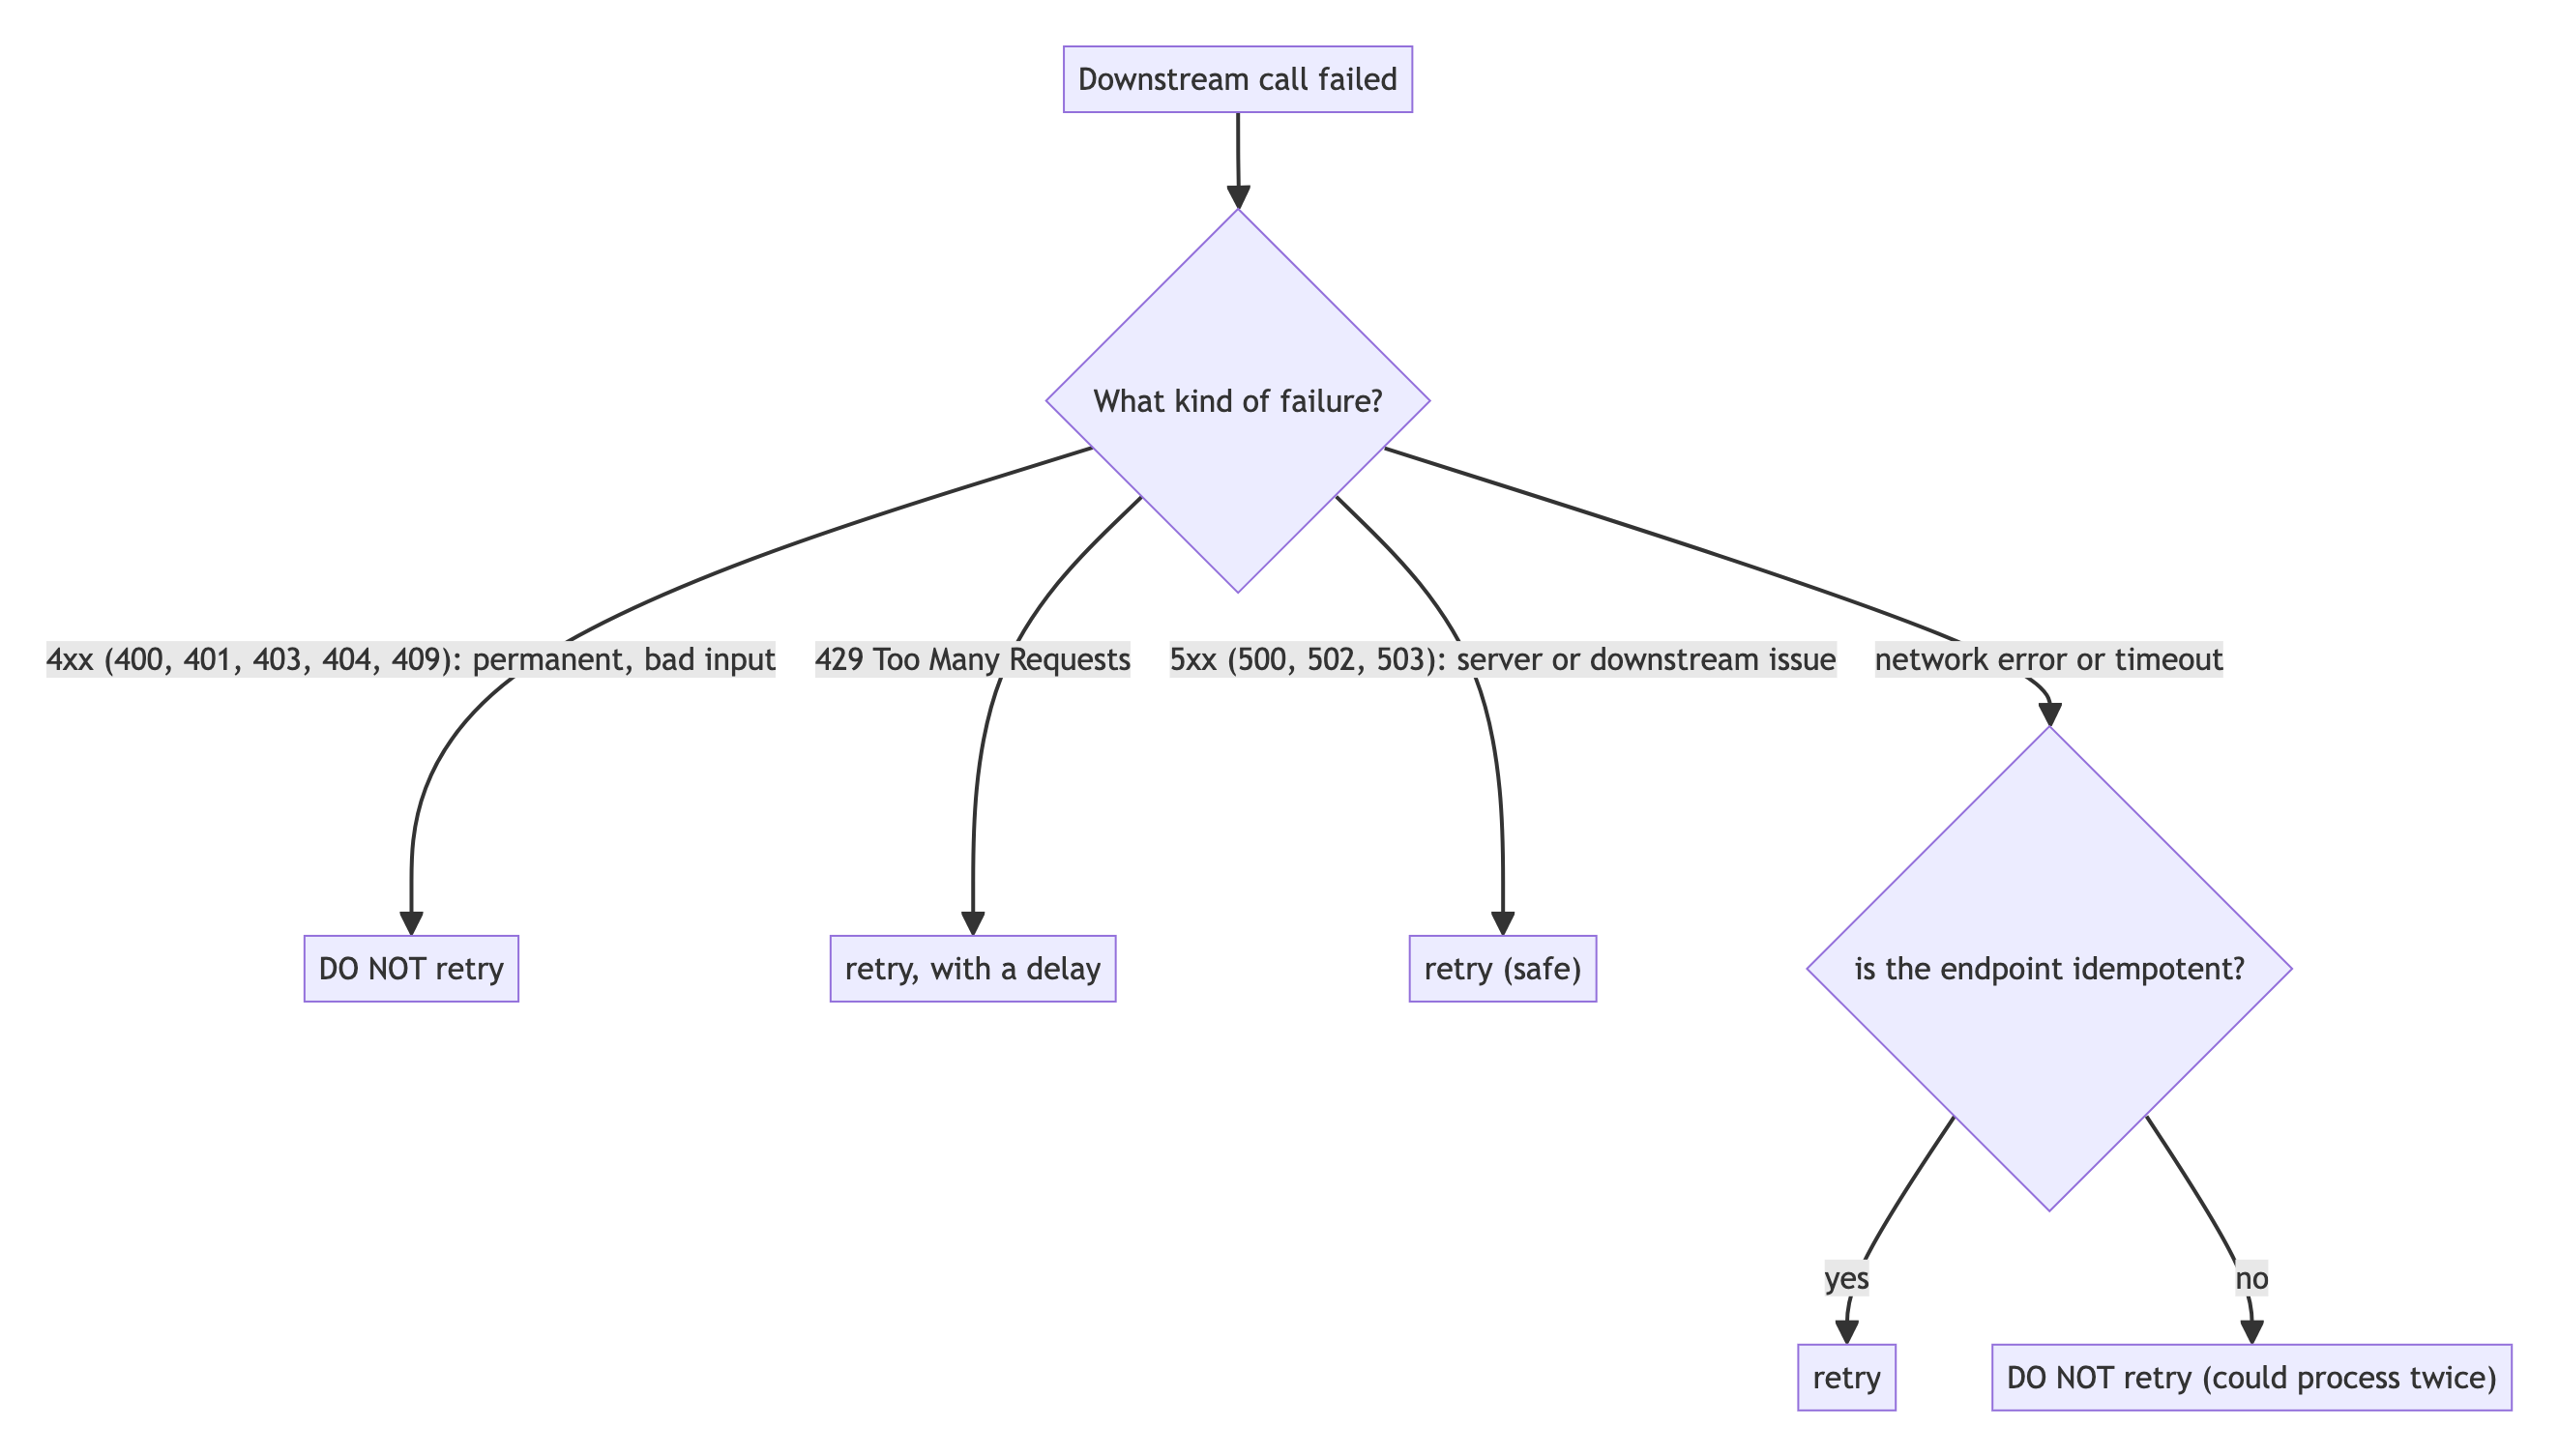 Downstream call failed
What kind of failure?
4xx (400, 401, 403, 404, 409): permanent, bad input
429 Too Many Requests
5xx (500, 502, 503): server or downstream issue
network error or timeout
DO NOT retry
retry, with a delay
retry (safe)
is the endpoint idempotent?
yes
no
retry
DO NOT retry (could process twice)